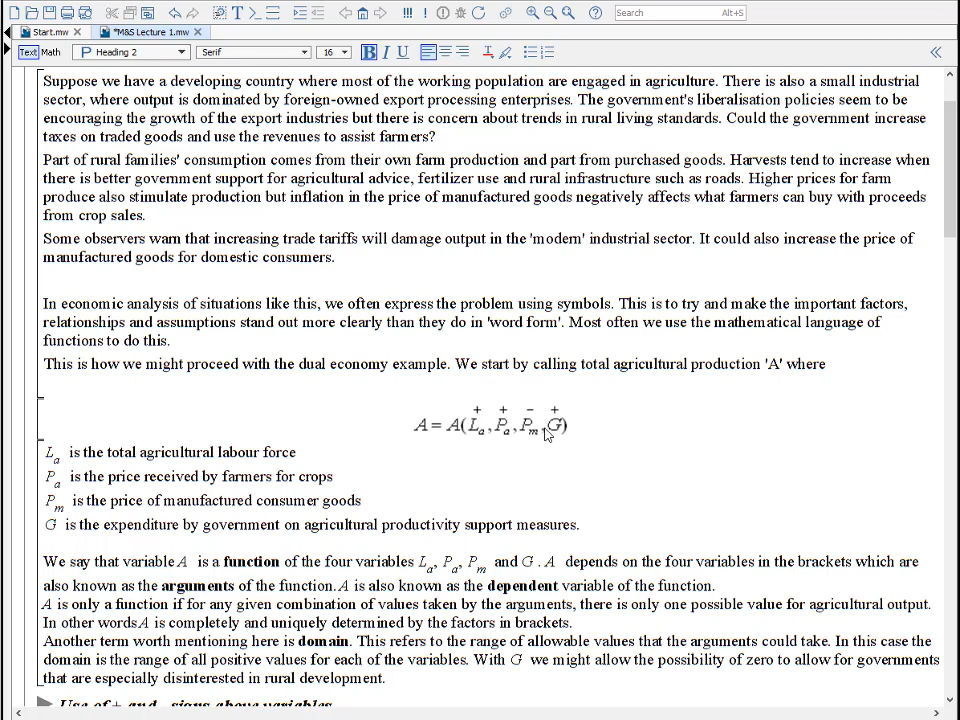 Search Alt+S
Start.mw *M&S Lecture 1.mw
Text Math P Heading 2 Serif 16 B I U
Suppose we have a developing country where most of the working population are engaged in agriculture. There is also a small industrial
sector, where output is dominated by foreign-owned export processing enterprises. The government's liberalisation policies seem to be
encouraging the growth of the export industries but there is concern about trends in rural living standards. Could the government increase
taxes on traded goods and use the revenues to assist farmers?
Part of rural families' consumption comes from their own farm production and part from purchased goods. Harvests tend to increase when
there is better government support for agricultural advice, fertilizer use and rural infrastructure such as roads. Higher prices for farm
produce also stimulate production but inflation in the price of manufactured goods negatively affects what farmers can buy with proceeds
from crop sales.
Some observers warn that increasing trade tariffs will damage output in the 'modern' industrial sector. It could also increase the price of
manufactured goods for domestic consumers.
In economic analysis of situations like this, we often express the problem using symbols. This is to try and make the important factors,
relationships and assumptions stand out more clearly than they do in 'word form'. Most often we use the mathematical language of
functions to do this.
This is how we might proceed with the dual economy example. We start by calling total agricultural production 'A' where
+ + − +
A = A( L_a , P_a , P_m , G)
L_a is the total agricultural labour force
P_a is the price received by farmers for crops
P_m is the price of manufactured consumer goods
G is the expenditure by government on agricultural productivity support measures.
We say that variable A is a function of the four variables L_a, P_a, P_m and G . A depends on the four variables in the brackets which are
also known as the arguments of the function. A is also known as the dependent variable of the function.
A is only a function if for any given combination of values taken by the arguments, there is only one possible value for agricultural output.
In other words A is completely and uniquely determined by the factors in brackets.
Another term worth mentioning here is domain. This refers to the range of allowable values that the arguments could take. In this case the
domain is the range of all positive values for each of the variables. With G we might allow the possibility of zero to allow for governments
that are especially disinterested in rural development.
Use of + and - signs above variables